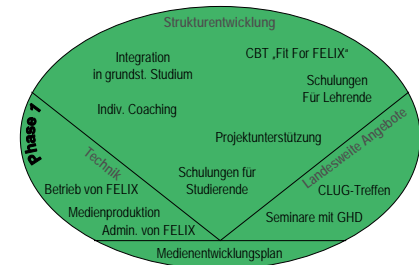 Strukturentwicklung
Integration
in grundst. Studium
CBT „Fit For FELIX“
Schulungen
Für Lehrende
Indiv. Coaching
Phase 1
Projektunterstützung
Technik
Landesweite Angebote
Schulungen für
Studierende
Betrieb von FELIX
CLUG-Treffen
Medienproduktion
Seminare mit GHD
Admin. von FELIX
Medienentwicklungsplan